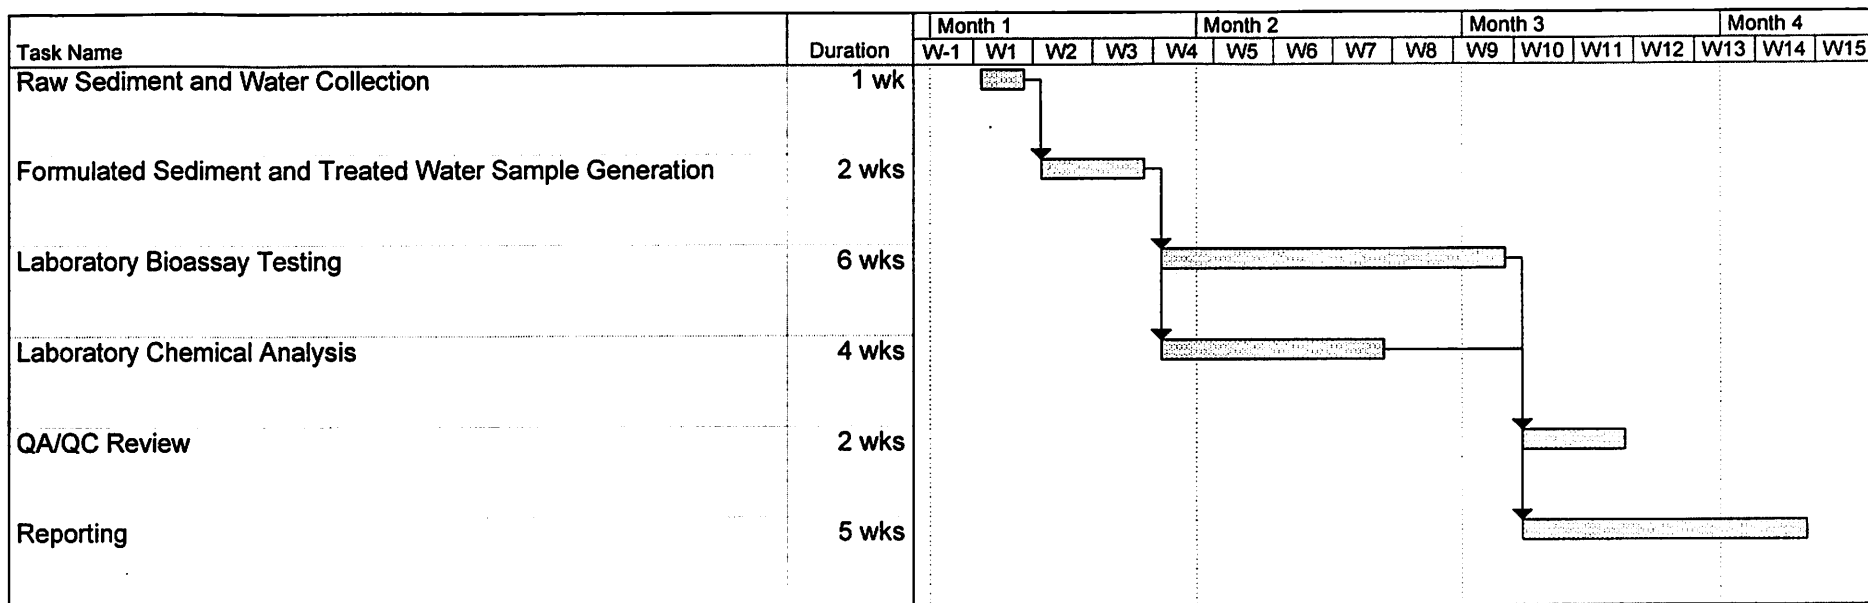 Month 1 Month 2 Month 3 Month 4
Task Name Duration W-1 W1 W2 W3 W4 W5 W6 W7 W8 W9 W10 W11 W12 W13 W14 W15
Raw Sediment and Water Collection 1 wk
Formulated Sediment and Treated Water Sample Generation 2 wks
Laboratory Bioassay Testing 6 wks
Laboratory Chemical Analysis 4 wks
QA/QC Review 2 wks
Reporting 5 wks